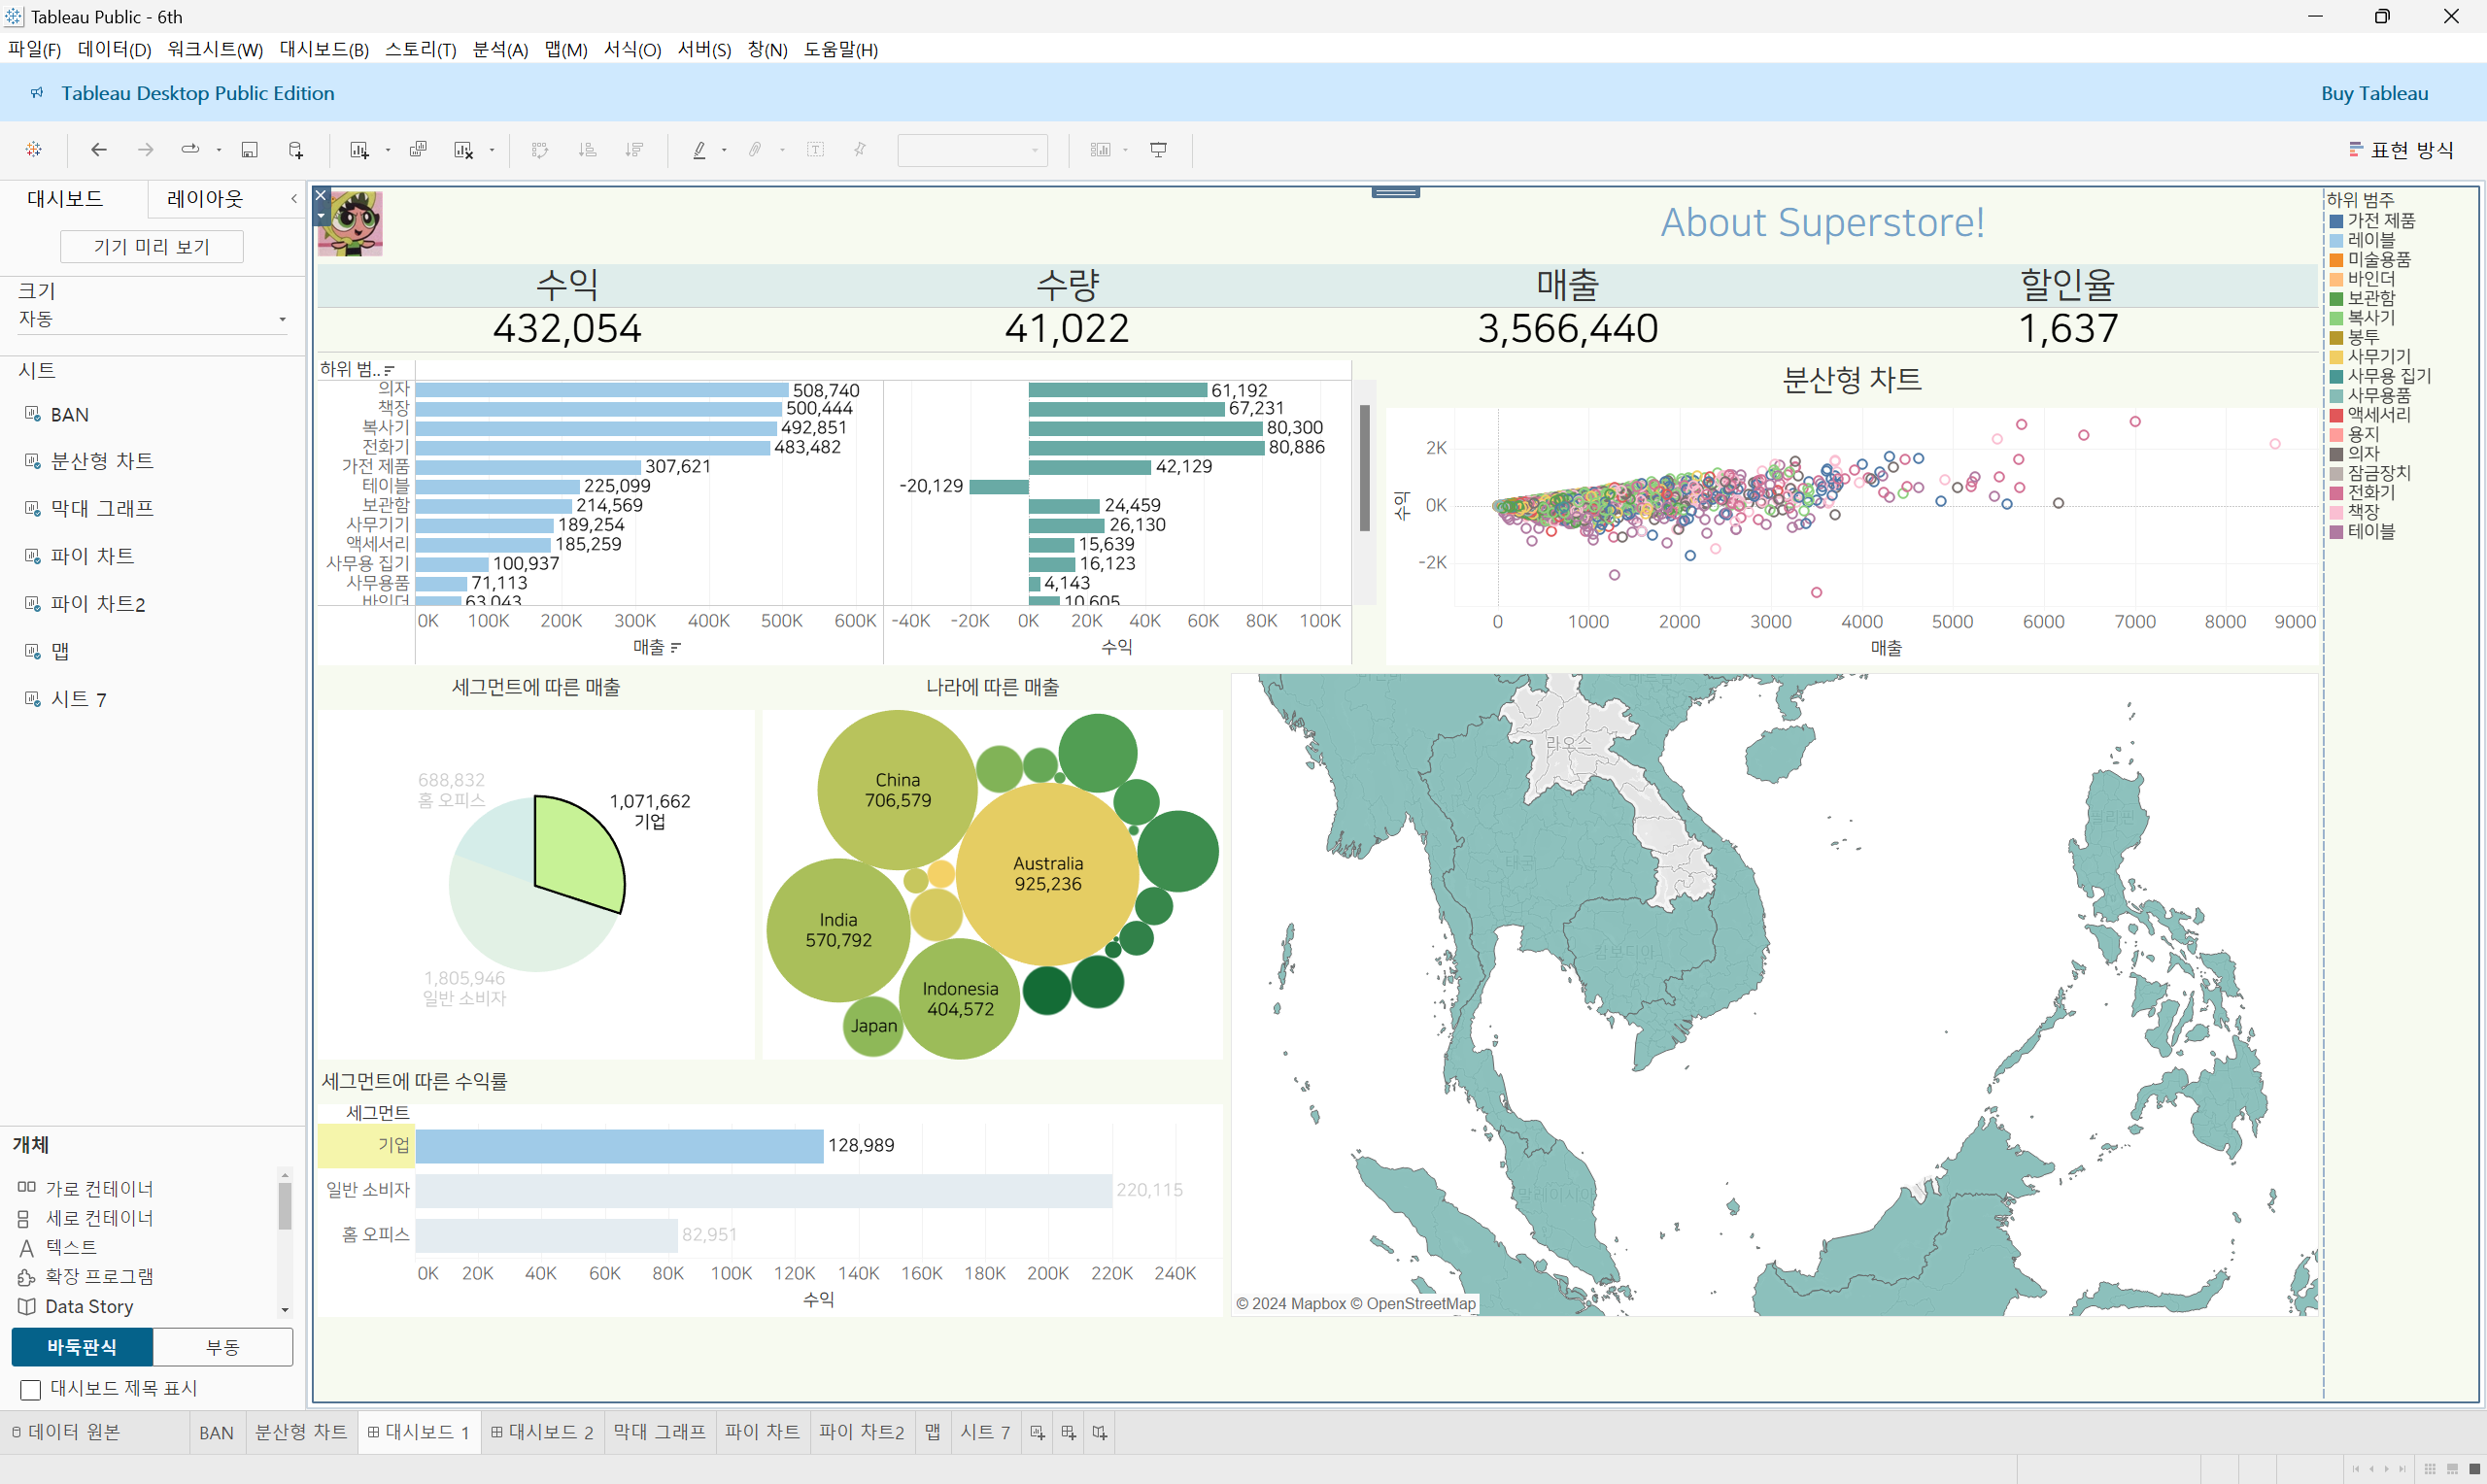 Tableau Public - 6th
파일(F) 데이터(D) 워크시트(W) 대시보드(B) 스토리(T) 분석(A) 맵(M) 서식(O) 서버(S) 창(N) 도움말(H)
Tableau Desktop Public Edition
Buy Tableau
표현 방식
대시보드
레이아웃
기기 미리 보기
크기
자동
시트
BAN
분산형 차트
막대 그래프
파이 차트
파이 차트2
맵
시트 7
개체
가로 컨테이너
세로 컨테이너
텍스트
확장 프로그램
Data Story
바둑판식
부동
대시보드 제목 표시
About Superstore!
수익 수량 매출 할인율
432,054 41,022 3,566,440 1,637
하위 범..
의자 508,740 61,192
책장 500,444 67,231
복사기 492,851 80,300
전화기 483,482 80,886
가전 제품 307,621 42,129
테이블 225,099 -20,129
보관함 214,569 24,459
사무기기 189,254 26,130
액세서리 185,259 15,639
사무용 집기 100,937 16,123
사무용품 71,113 4,143
바인더 63,043 10,605
0K 100K 200K 300K 400K 500K 600K -40K -20K 0K 20K 40K 60K 80K 100K
매출 수익
분산형 차트
수익
2K
0K
-2K
0 1000 2000 3000 4000 5000 6000 7000 8000 9000
매출
하위 범주
가전 제품
레이블
미술용품
바인더
보관함
복사기
봉투
사무기기
사무용 집기
사무용품
액세서리
용지
의자
잠금장치
전화기
책장
테이블
세그먼트에 따른 매출
688,832
홈 오피스
1,071,662
기업
1,805,946
일반 소비자
나라에 따른 매출
China
706,579
Australia
925,236
India
570,792
Indonesia
404,572
Japan
라오스
태국
캄보디아
필리핀
말레이시아
© 2024 Mapbox © OpenStreetMap
세그먼트에 따른 수익률
세그먼트
기업 128,989
일반 소비자 220,115
홈 오피스 82,951
0K 20K 40K 60K 80K 100K 120K 140K 160K 180K 200K 220K 240K
수익
데이터 원본 BAN 분산형 차트 대시보드 1 대시보드 2 막대 그래프 파이 차트 파이 차트2 맵 시트 7